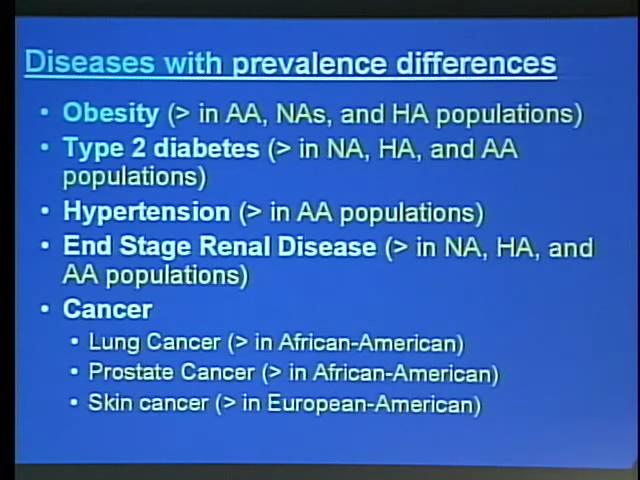 Diseases with prevalence differences
• Obesity (> in AA, NAs, and HA populations)
• Type 2 diabetes (> in NA, HA, and AA
populations)
• Hypertension (> in AA populations)
• End Stage Renal Disease (> in NA, HA, and
AA populations)
• Cancer
• Lung Cancer (> in African-American)
• Prostate Cancer (> in African-American)
• Skin cancer (> in European-American)